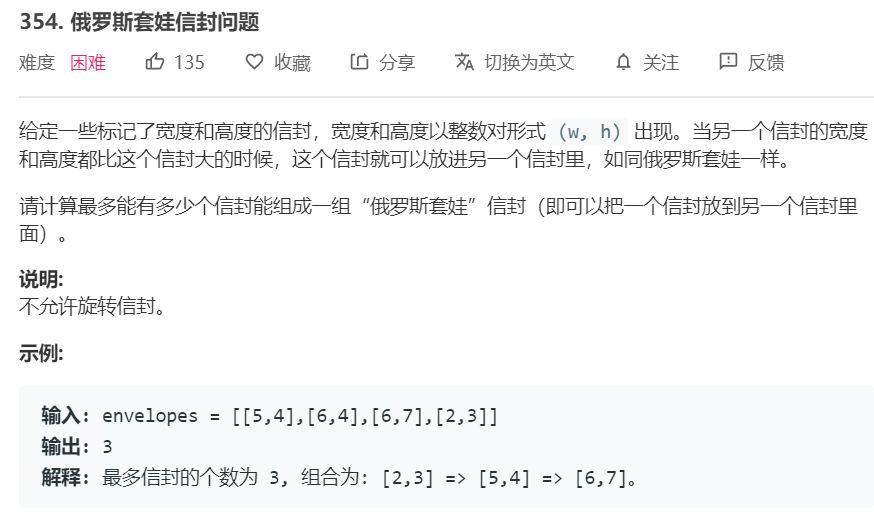 354. 俄罗斯套娃信封问题
难度 困难 135 收藏 分享 切换为英文 关注 反馈
给定一些标记了宽度和高度的信封，宽度和高度以整数对形式 (w, h) 出现。当另一个信封的宽度
和高度都比这个信封大的时候，这个信封就可以放进另一个信封里，如同俄罗斯套娃一样。
请计算最多能有多少个信封能组成一组“俄罗斯套娃”信封（即可以把一个信封放到另一个信封里
面）。
说明:
不允许旋转信封。
示例:
输入: envelopes = [[5,4],[6,4],[6,7],[2,3]]
输出: 3
解释: 最多信封的个数为 3, 组合为: [2,3] => [5,4] => [6,7]。